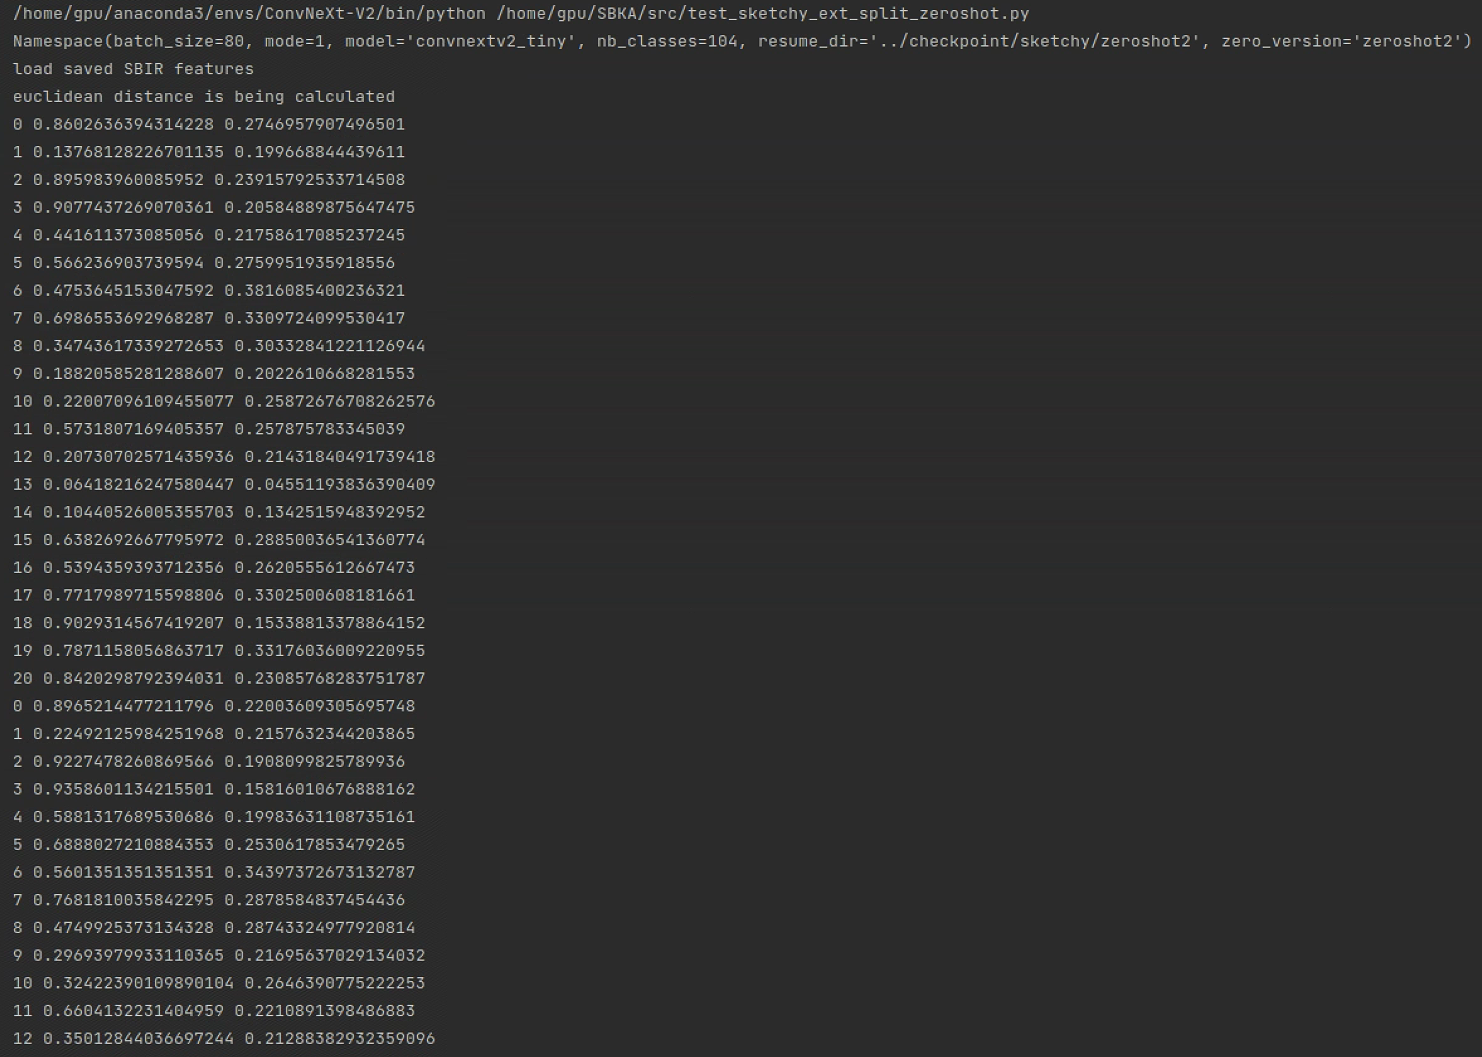 /home/gpu/anaconda3/envs/ConvNeXt-V2/bin/python /home/gpu/SBKA/src/test_sketchy_ext_split_zeroshot.py
Namespace(batch_size=80, mode=1, model='convnextv2_tiny', nb_classes=104, resume_dir='../checkpoint/sketchy/zeroshot2', zero_version='zeroshot2')
load saved SBIR features
euclidean distance is being calculated
0 0.8602636394314228 0.2746957907496501
1 0.13768128226701135 0.199668844439611
2 0.895983960085952 0.23915792533714508
3 0.9077437269070361 0.20584889875647475
4 0.441611373085056 0.21758617085237245
5 0.566236903739594 0.2759951935918556
6 0.4753645153047592 0.3816085400236321
7 0.6986553692968287 0.3309724099530417
8 0.34743617339272653 0.30332841221126944
9 0.18820585281288607 0.2022610668281553
10 0.22007096109455077 0.25872676708262576
11 0.5731807169405357 0.257875783345039
12 0.20730702571435936 0.21431840491739418
13 0.06418216247580447 0.04551193836390409
14 0.10440526005355703 0.1342515948392952
15 0.6382692667795972 0.28850036541360774
16 0.5394359393712356 0.2620555612667473
17 0.7717989715598806 0.3302500608181661
18 0.9029314567419207 0.15338813378864152
19 0.7871158056863717 0.33176036009220955
20 0.8420298792394031 0.23085768283751787
0 0.8965214477211796 0.22003609305695748
1 0.22492125984251968 0.2157632344203865
2 0.9227478260869566 0.1908099825789936
3 0.9358601134215501 0.15816010676888162
4 0.5881317689530686 0.19983631108735161
5 0.6888027210884353 0.2530617853479265
6 0.5601351351351351 0.34397372673132787
7 0.7681810035842295 0.2878584837454436
8 0.4749925373134328 0.28743324977920814
9 0.29693979933110365 0.21695637029134032
10 0.32422390109890104 0.2646390775222253
11 0.6604132231404959 0.2210891398486883
12 0.35012844036697244 0.21288382932359096